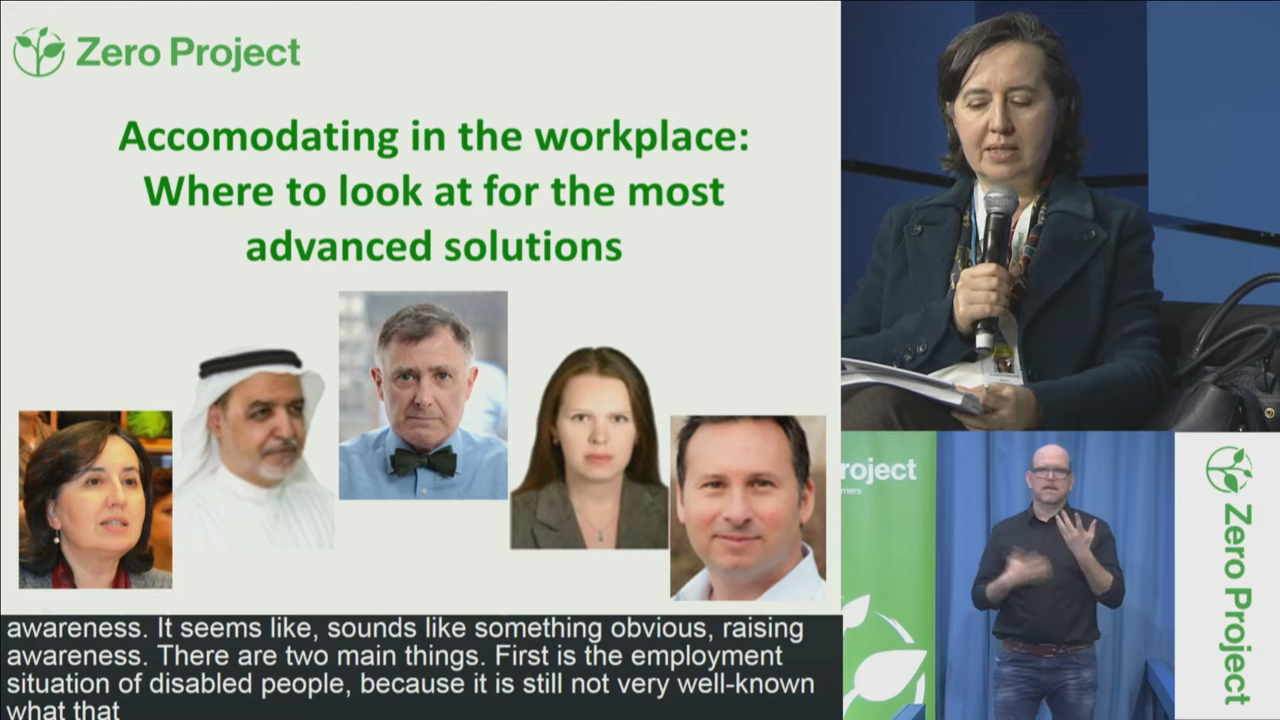 Zero Project
Accomodating in the workplace:
Where to look at for the most
advanced solutions
awareness. It seems like, sounds like something obvious, raising
awareness. There are two main things. First is the employment
situation of disabled people, because it is still not very well-known
what that
roject
rriers
Zero Project